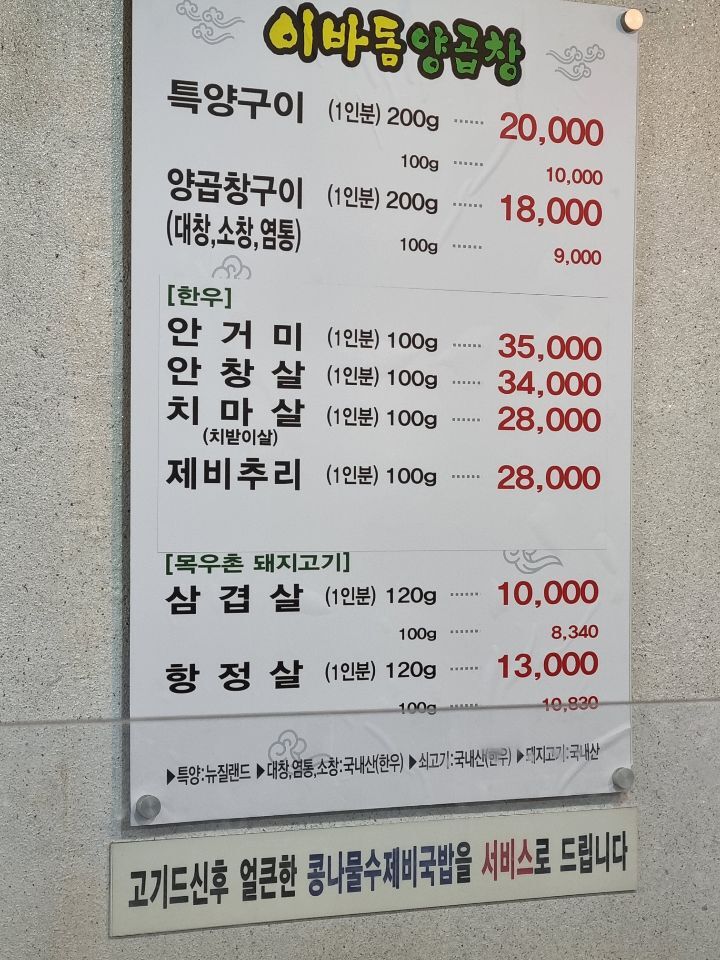 이바돔양곱창
특양구이 (1인분) 200g ······ 20,000
100g ······ 10,000
양곱창구이 (1인분) 200g ······ 18,000
(대창,소창,염통) 100g ······ 9,000
[한우]
안 거 미 (1인분) 100g ······ 35,000
안 창 살 (1인분) 100g ······ 34,000
치 마 살 (1인분) 100g ······ 28,000
(치받이살)
제비추리 (1인분) 100g ······ 28,000
[목우촌 돼지고기]
삼 겹 살 (1인분) 120g ······ 10,000
100g ······ 8,340
항 정 살 (1인분) 120g ······ 13,000
100g ······ 10,830
▶특양:뉴질랜드 ▶대창,염통,소창:국내산(한우) ▶쇠고기:국내산(한우) ▶돼지고기:국내산
고기드신후 얼큰한 콩나물수제비국밥을 서비스로 드립니다